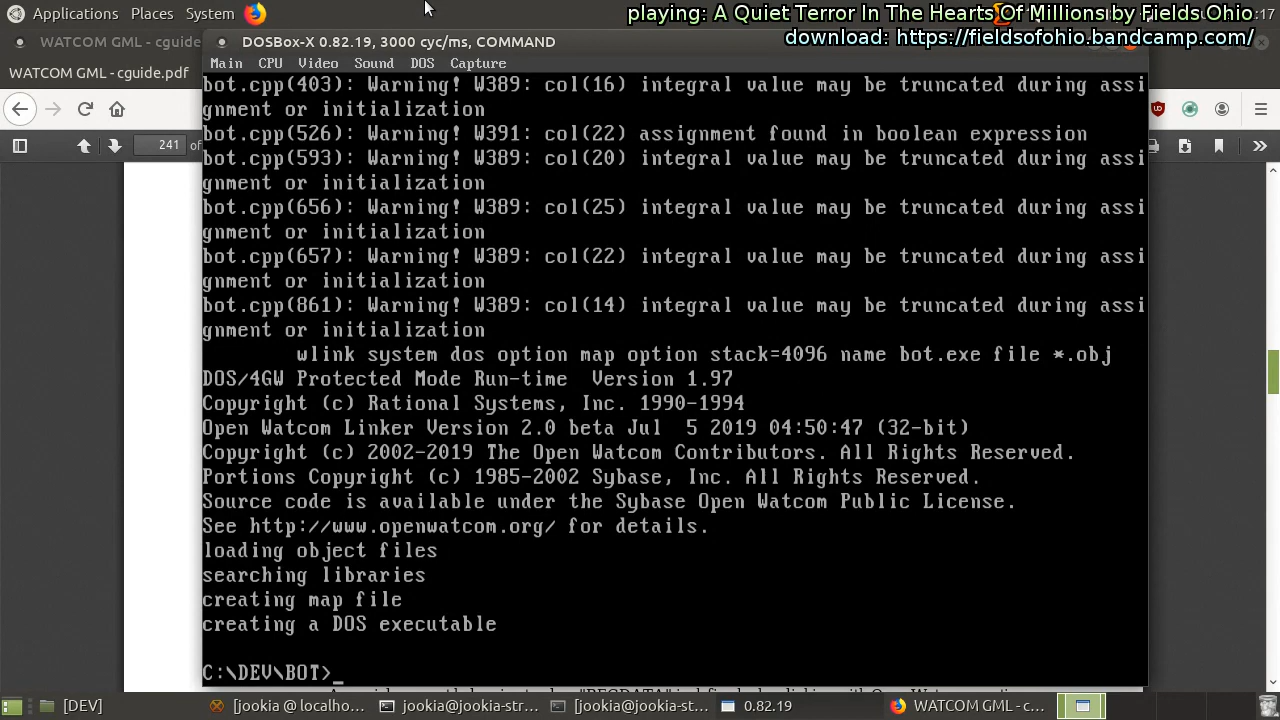 Applications Places System
playing: A Quiet Terror In The Hearts Of Millions by Fields Ohio
:17
download: https://fieldsofohio.bandcamp.com/
WATCOM GML - cguide
DOSBox-X 0.82.19, 3000 cyc/ms, COMMAND
WATCOM GML - cguide.pdf
Main CPU Video Sound DOS Capture
241 of
bot.cpp(403): Warning! W389: col(16) integral value may be truncated during assi
gnment or initialization
bot.cpp(526): Warning! W391: col(22) assignment found in boolean expression
bot.cpp(593): Warning! W389: col(20) integral value may be truncated during assi
gnment or initialization
bot.cpp(656): Warning! W389: col(25) integral value may be truncated during assi
gnment or initialization
bot.cpp(657): Warning! W389: col(22) integral value may be truncated during assi
gnment or initialization
bot.cpp(861): Warning! W389: col(14) integral value may be truncated during assi
gnment or initialization
wlink system dos option map option stack=4096 name bot.exe file *.obj
DOS/4GW Protected Mode Run-time  Version 1.97
Copyright (c) Rational Systems, Inc. 1990-1994
Open Watcom Linker Version 2.0 beta Jul  5 2019 04:50:47 (32-bit)
Copyright (c) 2002-2019 The Open Watcom Contributors. All Rights Reserved.
Portions Copyright (c) 1985-2002 Sybase, Inc. All Rights Reserved.
Source code is available under the Sybase Open Watcom Public License.
See http://www.openwatcom.org/ for details.
loading object files
searching libraries
creating map file
creating a DOS executable
C:\DEV\BOT>_
[DEV] [jookia @ localho... jookia@jookia-str... [jookia@jookia-st... 0.82.19 WATCOM GML - c...